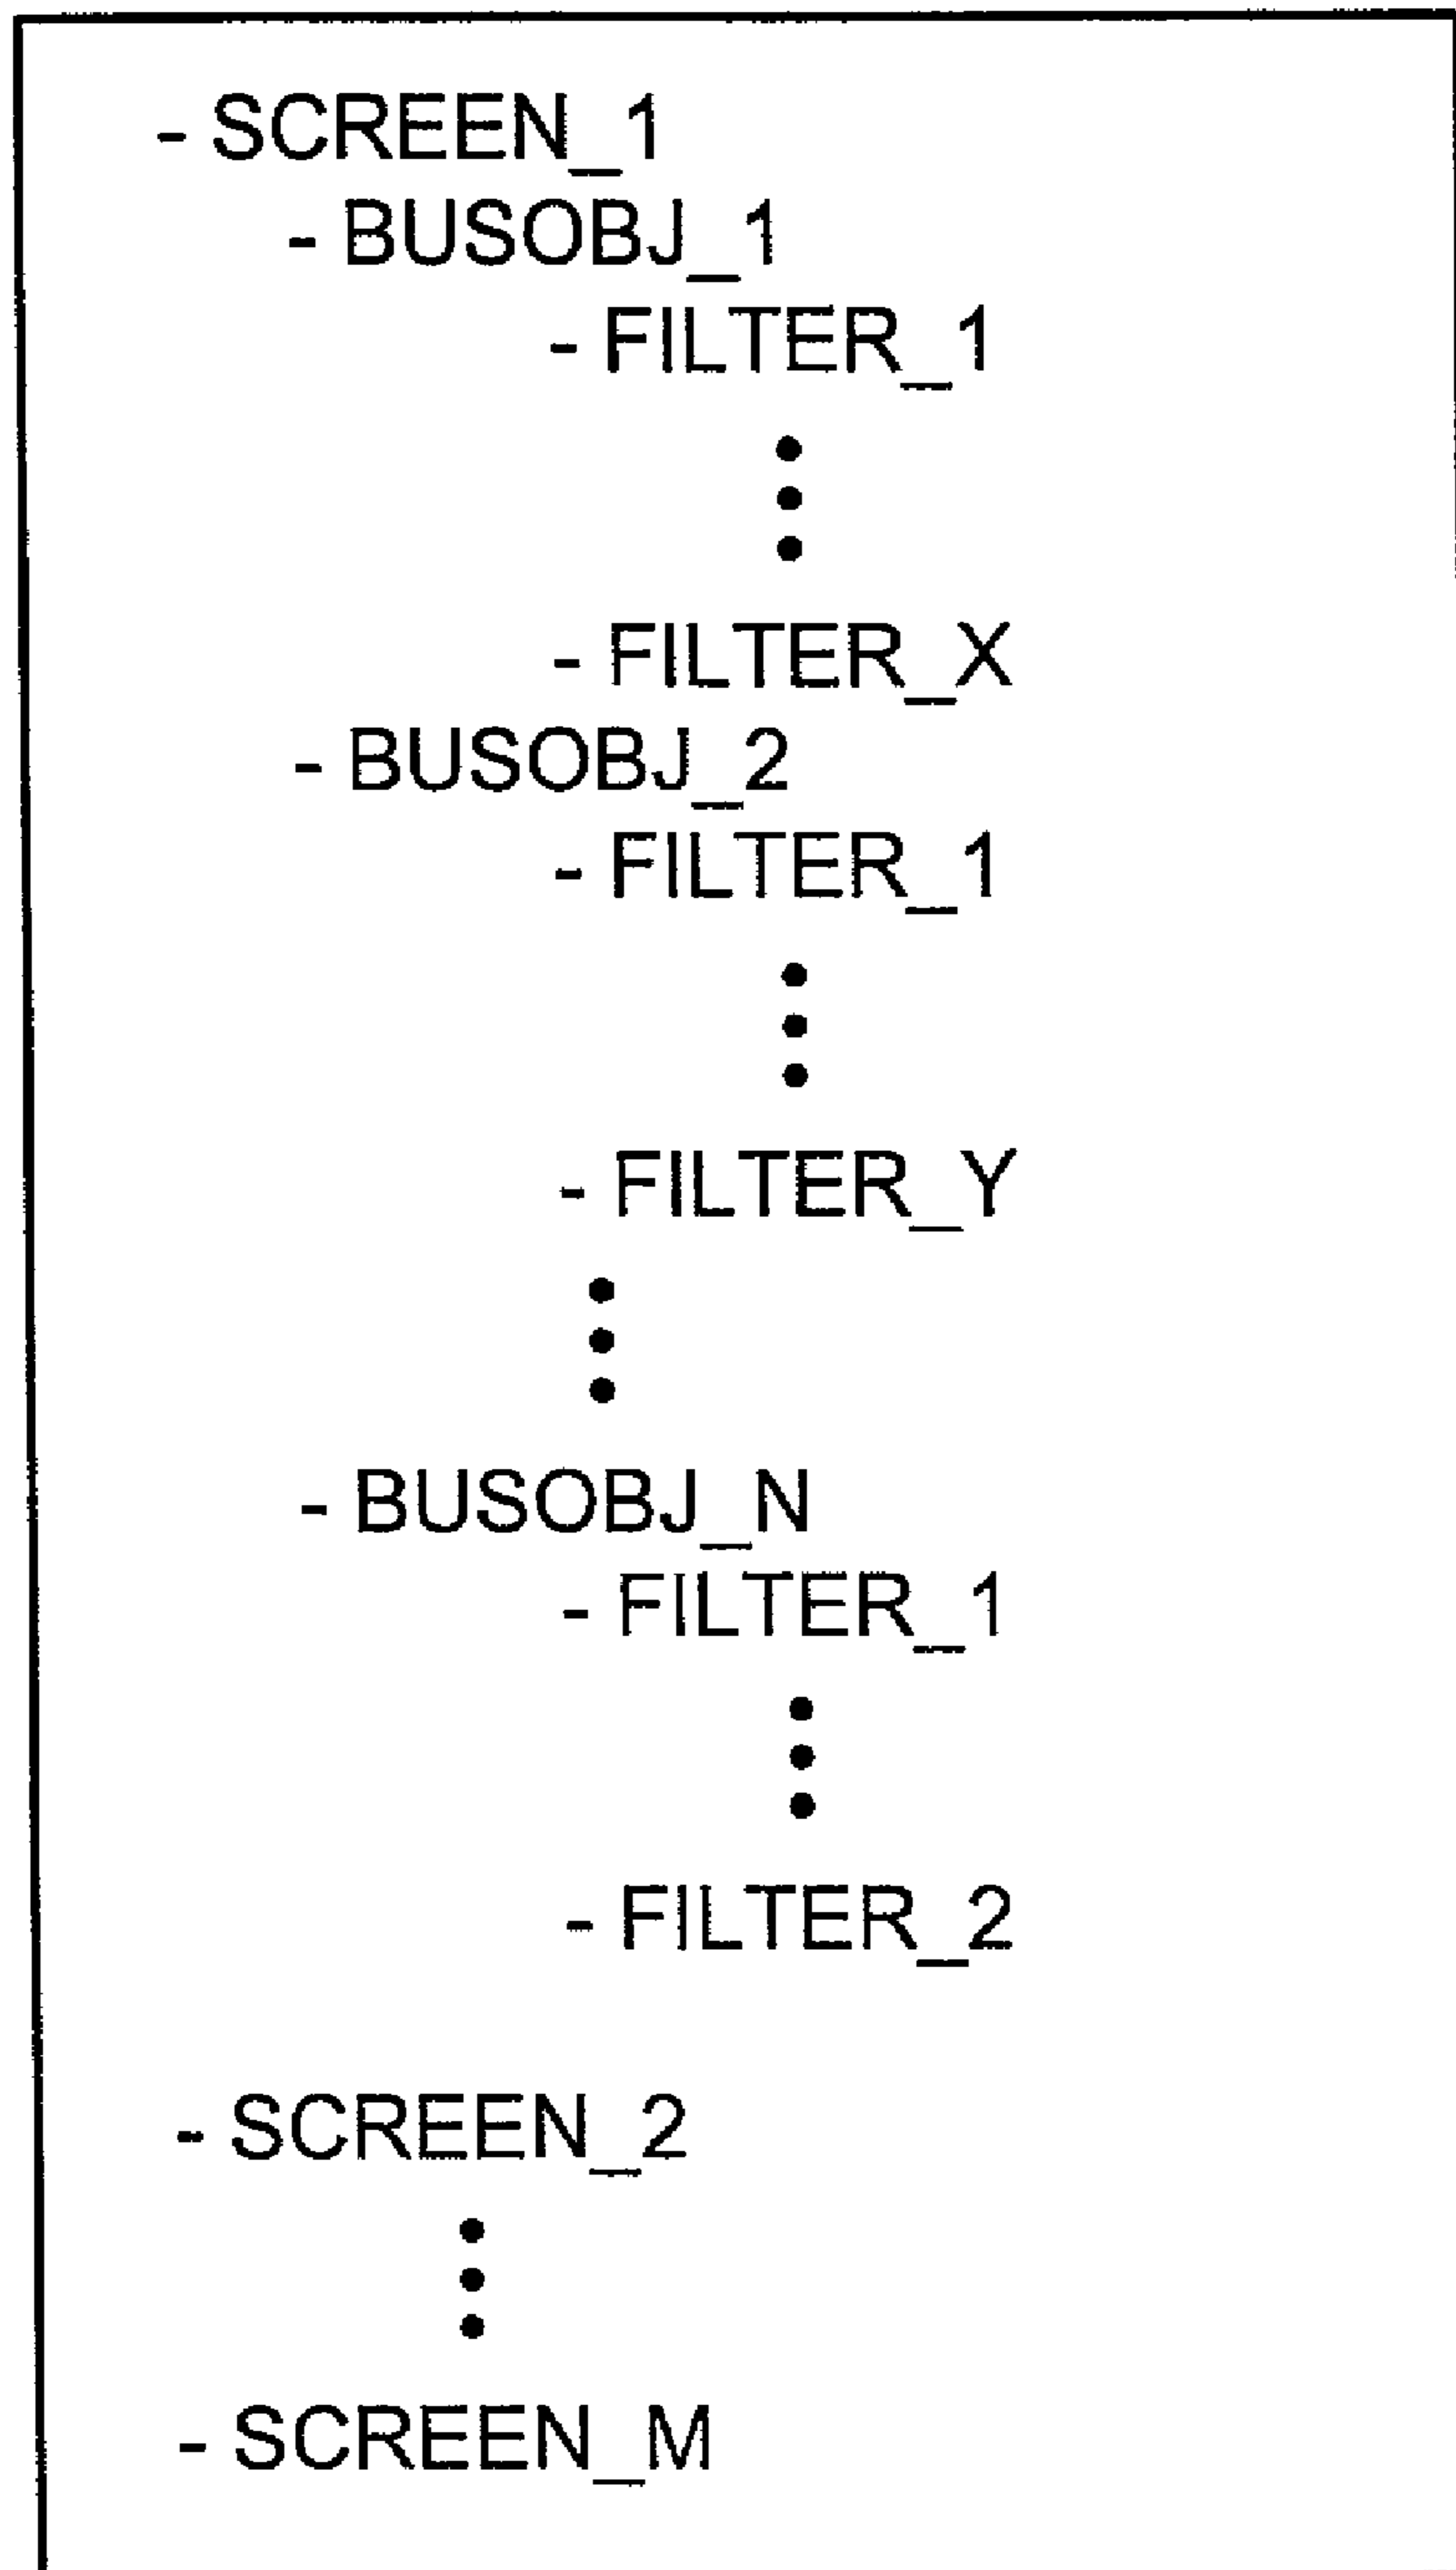 - SCREEN_1
- BUSOBJ_1
- FILTER_1
- FILTER_X
- BUSOBJ_2
- FILTER_1
- FILTER_Y
- BUSOBJ_N
- FILTER_1
- FILTER_2
- SCREEN_2
- SCREEN_M